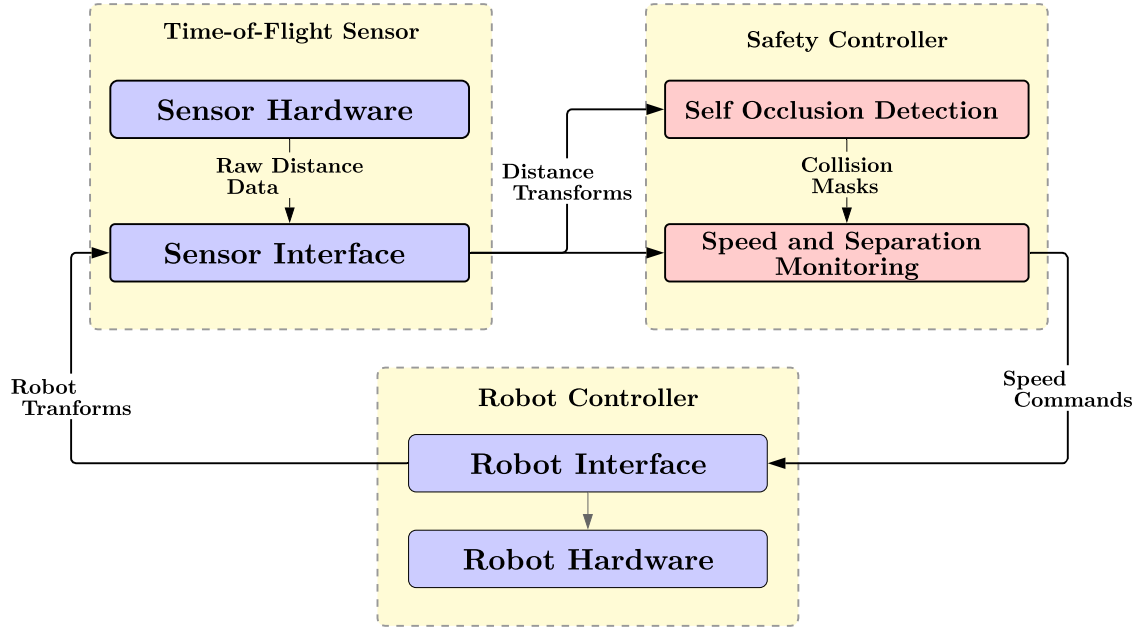 Time-of-Flight Sensor
Sensor Hardware
Raw Distance
Data
Sensor Interface
Distance
Transforms
Safety Controller
Self Occlusion Detection
Collision
Masks
Speed and Separation
Monitoring
Robot
Tranforms
Speed
Commands
Robot Controller
Robot Interface
Robot Hardware